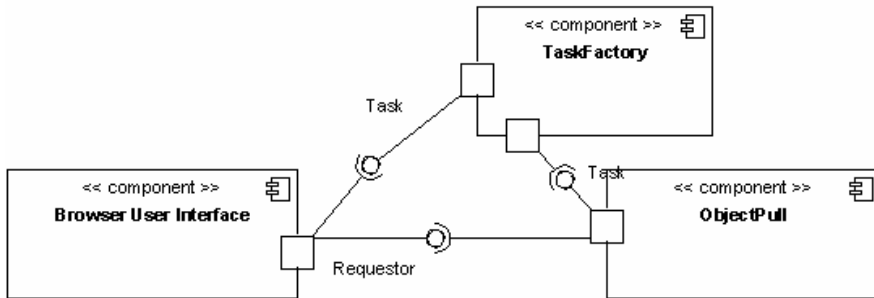 << component >>
TaskFactory
Task
Task
<< component >>
Browser User Interface
<< component >>
ObjectPull
Requestor